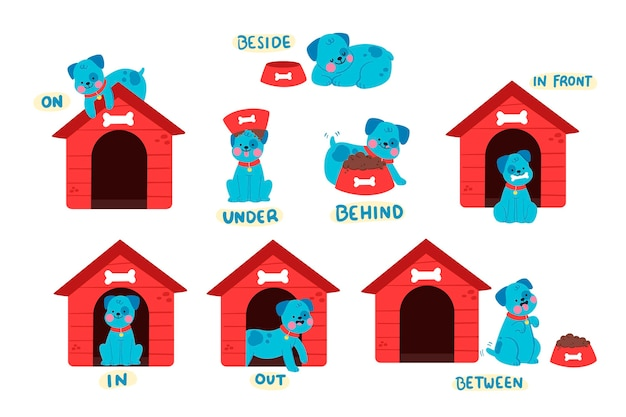 BESIDE
ON
IN FRONT
UNDER
BEHIND
IN
OUT
BETWEEN